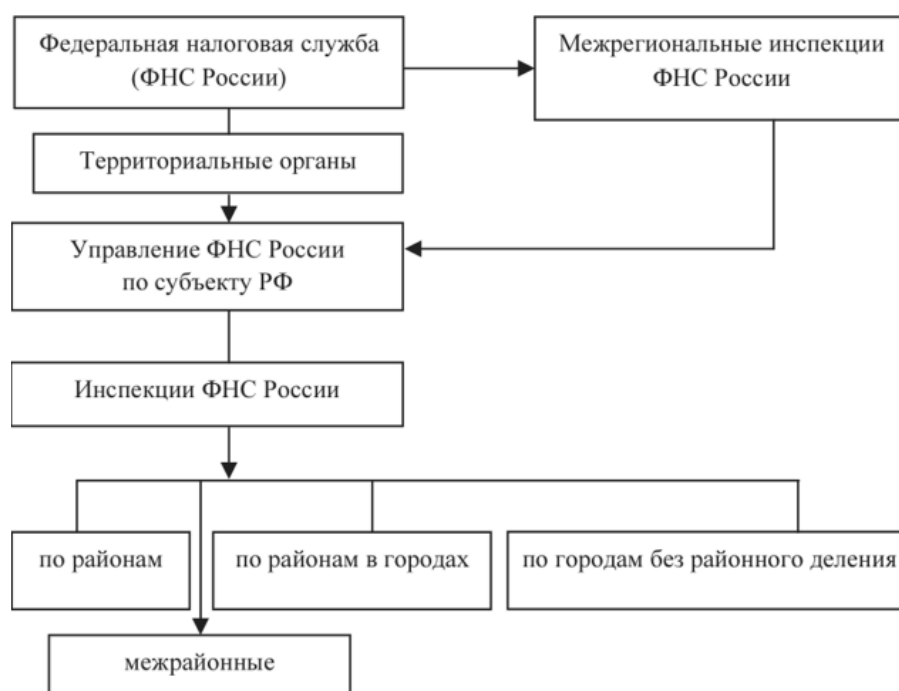 Федеральная налоговая служба
(ФНС России)
Межрегиональные инспекции
ФНС России
Территориальные органы
Управление ФНС России
по субъекту РФ
Инспекции ФНС России
по районам
по районам в городах
по городам без районного деления
межрайонные